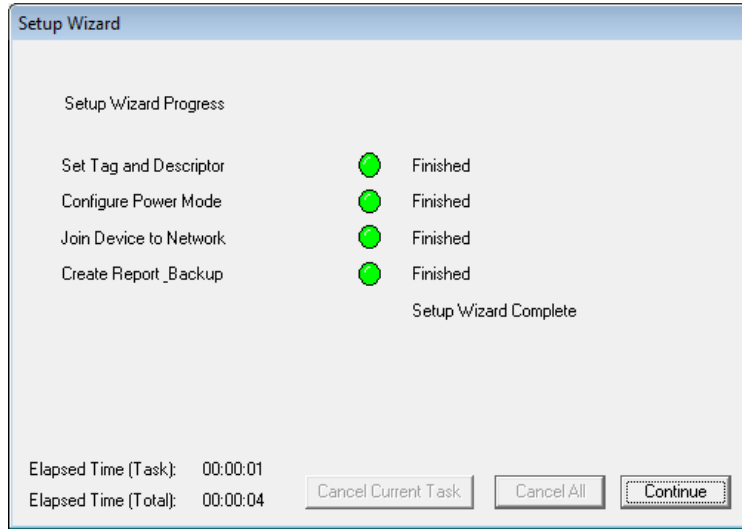 Setup Wizard
Setup Wizard Progress
Set Tag and Descriptor Finished
Configure Power Mode Finished
Join Device to Network Finished
Create Report_Backup Finished
Setup Wizard Complete
Elapsed Time (Task): 00:00:01
Elapsed Time (Total): 00:00:04
Cancel Current Task Cancel All Continue